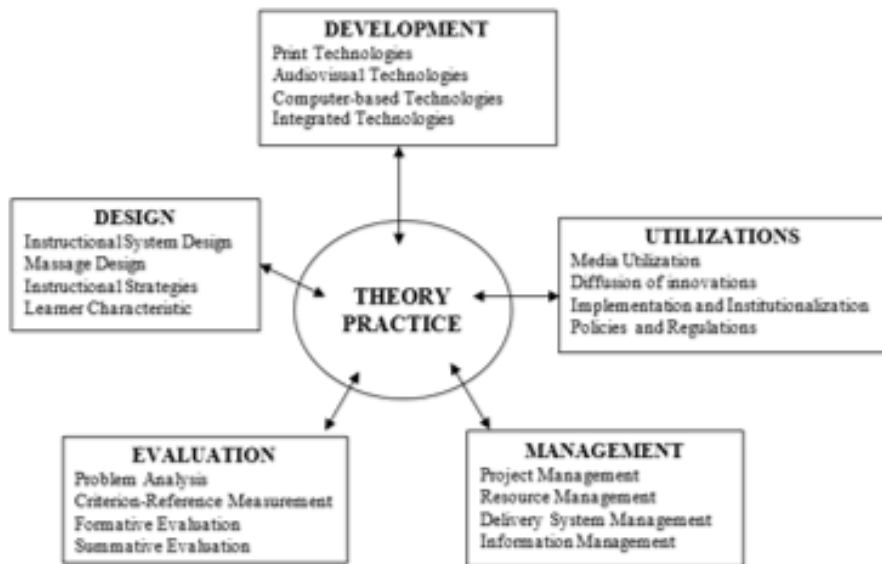 DEVELOPMENT
Print Technologies
Audiovisual Technologies
Computer-based Technologies
Integrated Technologies
DESIGN
Instructional System Design
Massage Design
Instructional Strategies
Learner Characteristic
UTILIZATIONS
Media Utilization
Diffusion of innovations
Implementation and Institutionalization
Policies and Regulations
THEORY
PRACTICE
EVALUATION
Problem Analysis
Criterion-Reference Measurement
Formative Evaluation
Summative Evaluation
MANAGEMENT
Project Management
Resource Management
Delivery System Management
Information Management